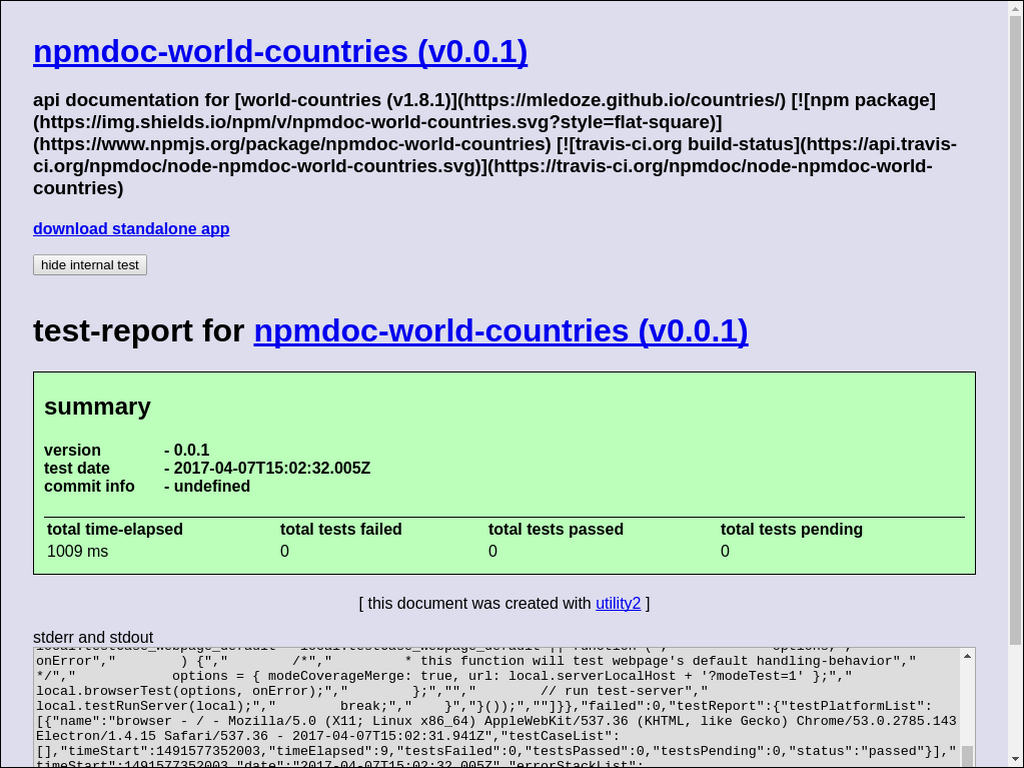 npmdoc-world-countries (v0.0.1)
api documentation for [world-countries (v1.8.1)](https://mledoze.github.io/countries/) [![npm package]
(https://img.shields.io/npm/v/npmdoc-world-countries.svg?style=flat-square)]
(https://www.npmjs.org/package/npmdoc-world-countries) [![travis-ci.org build-status](https://api.travis-
ci.org/npmdoc/node-npmdoc-world-countries.svg)](https://travis-ci.org/npmdoc/node-npmdoc-world-
countries)
download standalone app
hide internal test
test-report for npmdoc-world-countries (v0.0.1)
summary
version - 0.0.1
test date - 2017-04-07T15:02:32.005Z
commit info - undefined
total time-elapsed total tests failed total tests passed total tests pending
1009 ms 0 0 0
[ this document was created with utility2 ]
stderr and stdout
onError","        ) {","        /*","         * this function will test webpage's default handling-behavior","
*/","         options = { modeCoverageMerge: true, url: local.serverLocalHost + '?modeTest=1' };","
local.browserTest(options, onError);","        };","","        // run test-server","
local.testRunServer(local);","        break;","    }","}());",""]}},"failed":0,"testReport":{"testPlatformList":
[{"name":"browser - / - Mozilla/5.0 (X11; Linux x86_64) AppleWebKit/537.36 (KHTML, like Gecko) Chrome/53.0.2785.143
Electron/1.4.15 Safari/537.36 - 2017-04-07T15:02:31.941Z","testCaseList":
[],"timeStart":1491577352003,"timeElapsed":9,"testsFailed":0,"testsPassed":0,"testsPending":0,"status":"passed"}],"
timeStart":1491577352003,"date":"2017-04-07T15:02:32.005Z","errorStackList":